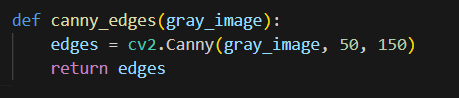 def canny_edges(gray_image):
    edges = cv2.Canny(gray_image, 50, 150)
    return edges